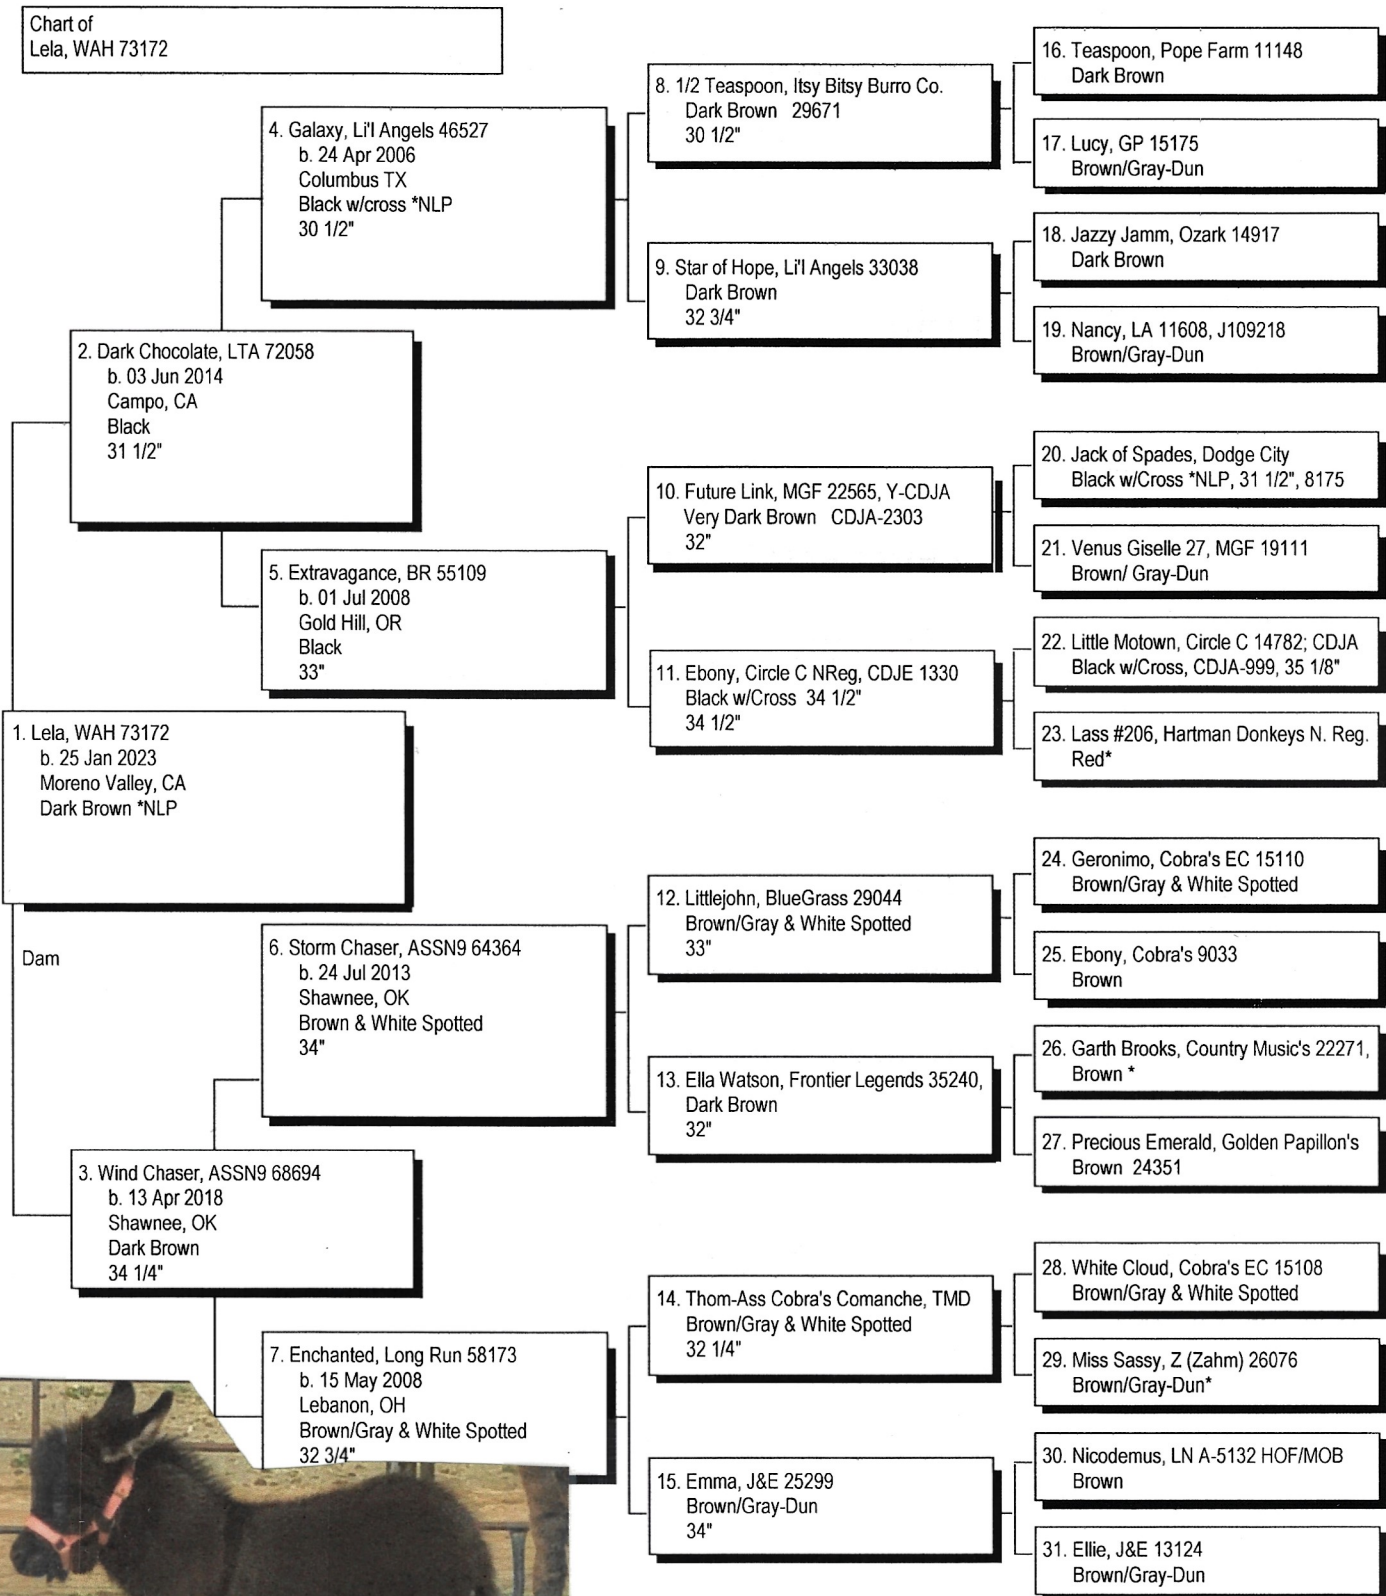 Chart of
Lela, WAH 73172
1. Lela, WAH 73172
b. 25 Jan 2023
Moreno Valley, CA
Dark Brown *NLP
Dam
2. Dark Chocolate, LTA 72058
b. 03 Jun 2014
Campo, CA
Black
31 1/2"
3. Wind Chaser, ASSN9 68694
b. 13 Apr 2018
Shawnee, OK
Dark Brown
34 1/4"
4. Galaxy, Li'l Angels 46527
b. 24 Apr 2006
Columbus TX
Black w/cross *NLP
30 1/2"
5. Extravagance, BR 55109
b. 01 Jul 2008
Gold Hill, OR
Black
33"
6. Storm Chaser, ASSN9 64364
b. 24 Jul 2013
Shawnee, OK
Brown & White Spotted
34"
7. Enchanted, Long Run 58173
b. 15 May 2008
Lebanon, OH
Brown/Gray & White Spotted
32 3/4"
8. 1/2 Teaspoon, Itsy Bitsy Burro Co.
Dark Brown 29671
30 1/2"
9. Star of Hope, Li'l Angels 33038
Dark Brown
32 3/4"
10. Future Link, MGF 22565, Y-CDJA
Very Dark Brown CDJA-2303
32"
11. Ebony, Circle C NReg, CDJE 1330
Black w/Cross 34 1/2"
34 1/2"
12. Littlejohn, BlueGrass 29044
Brown/Gray & White Spotted
33"
13. Ella Watson, Frontier Legends 35240,
Dark Brown
32"
14. Thom-Ass Cobra's Comanche, TMD
Brown/Gray & White Spotted
32 1/4"
15. Emma, J&E 25299
Brown/Gray-Dun
34"
16. Teaspoon, Pope Farm 11148
Dark Brown
17. Lucy, GP 15175
Brown/Gray-Dun
18. Jazzy Jamm, Ozark 14917
Dark Brown
19. Nancy, LA 11608, J109218
Brown/Gray-Dun
20. Jack of Spades, Dodge City
Black w/Cross *NLP, 31 1/2", 8175
21. Venus Giselle 27, MGF 19111
Brown/ Gray-Dun
22. Little Motown, Circle C 14782; CDJA
Black w/Cross, CDJA-999, 35 1/8"
23. Lass #206, Hartman Donkeys N. Reg.
Red*
24. Geronimo, Cobra's EC 15110
Brown/Gray & White Spotted
25. Ebony, Cobra's 9033
Brown
26. Garth Brooks, Country Music's 22271,
Brown *
27. Precious Emerald, Golden Papillon's
Brown 24351
28. White Cloud, Cobra's EC 15108
Brown/Gray & White Spotted
29. Miss Sassy, Z (Zahm) 26076
Brown/Gray-Dun*
30. Nicodemus, LN A-5132 HOF/MOB
Brown
31. Ellie, J&E 13124
Brown/Gray-Dun